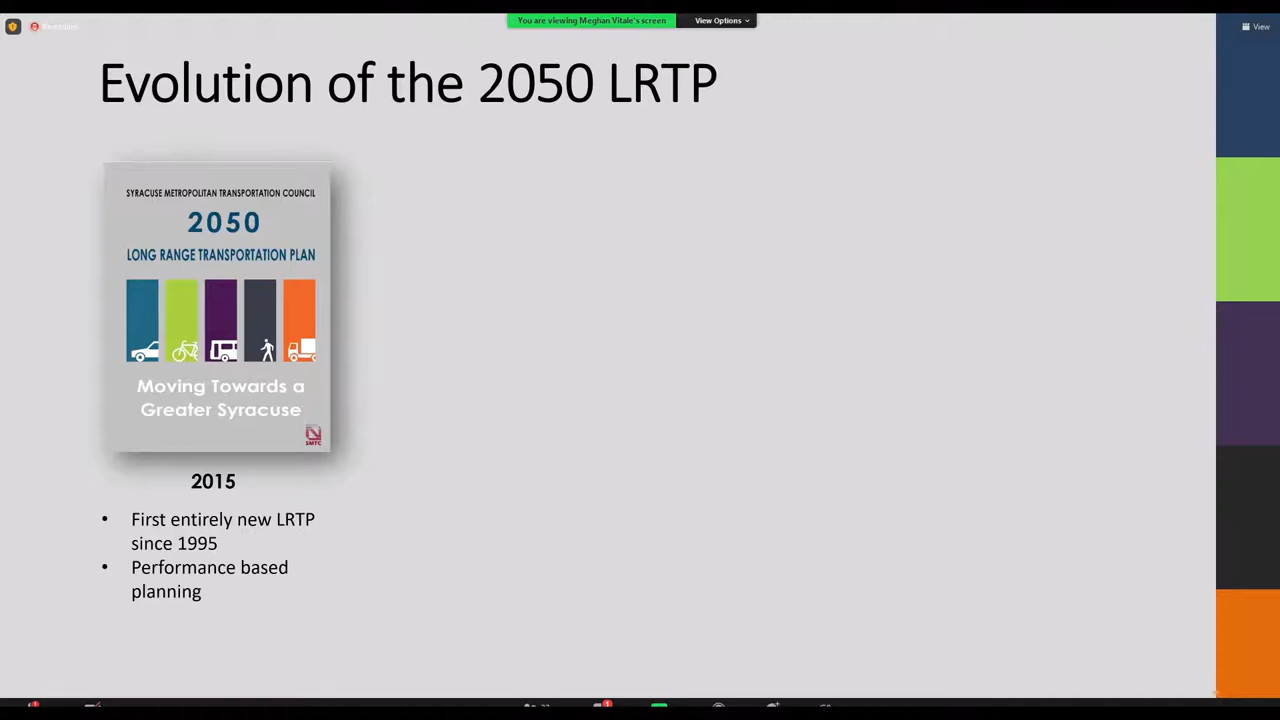 You are viewing Meghan Vitale's screen
View Options
View
Evolution of the 2050 LRTP
SYRACUSE METROPOLITAN TRANSPORTATION COUNCIL
2050
LONG RANGE TRANSPORTATION PLAN
Moving Towards a
Greater Syracuse
SMTC
2015
• First entirely new LRTP
since 1995
• Performance based
planning